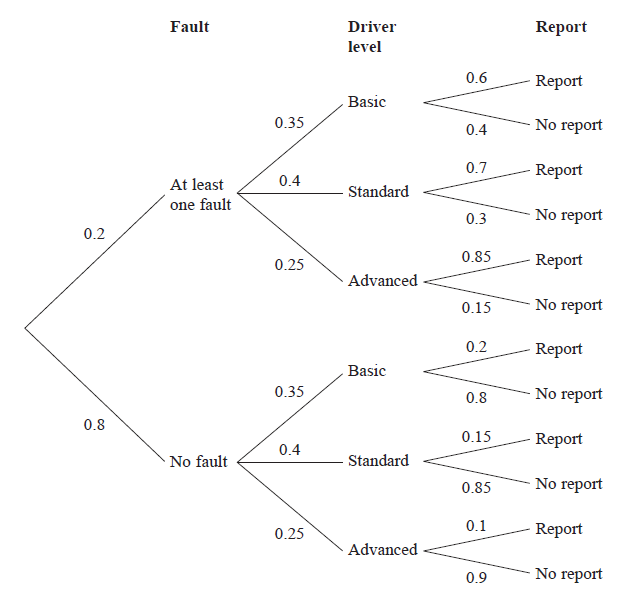 Fault Driver Report
level
0.6 Report
Basic
0.35 0.4 No report
0.7 Report
At least 0.4 Standard
one fault 0.3 No report
0.2
0.85 Report
0.25 Advanced
0.15 No report
0.2 Report
Basic
0.35 0.8 No report
0.8
0.15 Report
No fault 0.4 Standard
0.85 No report
0.1 Report
0.25 Advanced
0.9 No report